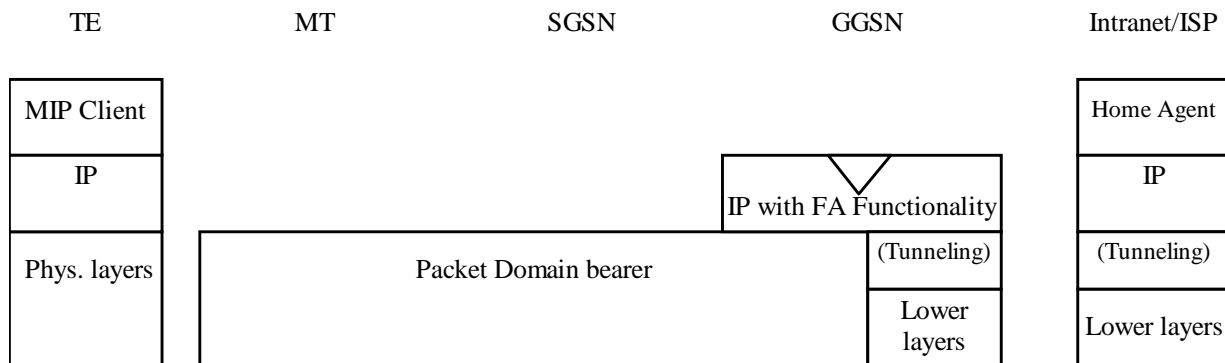 TE MT SGSN GGSN Intranet/ISP
MIP Client Home Agent
IP IP
IP with FA Functionality
Phys. layers Packet Domain bearer (Tunneling) (Tunneling)
Lower
layers
Lower layers